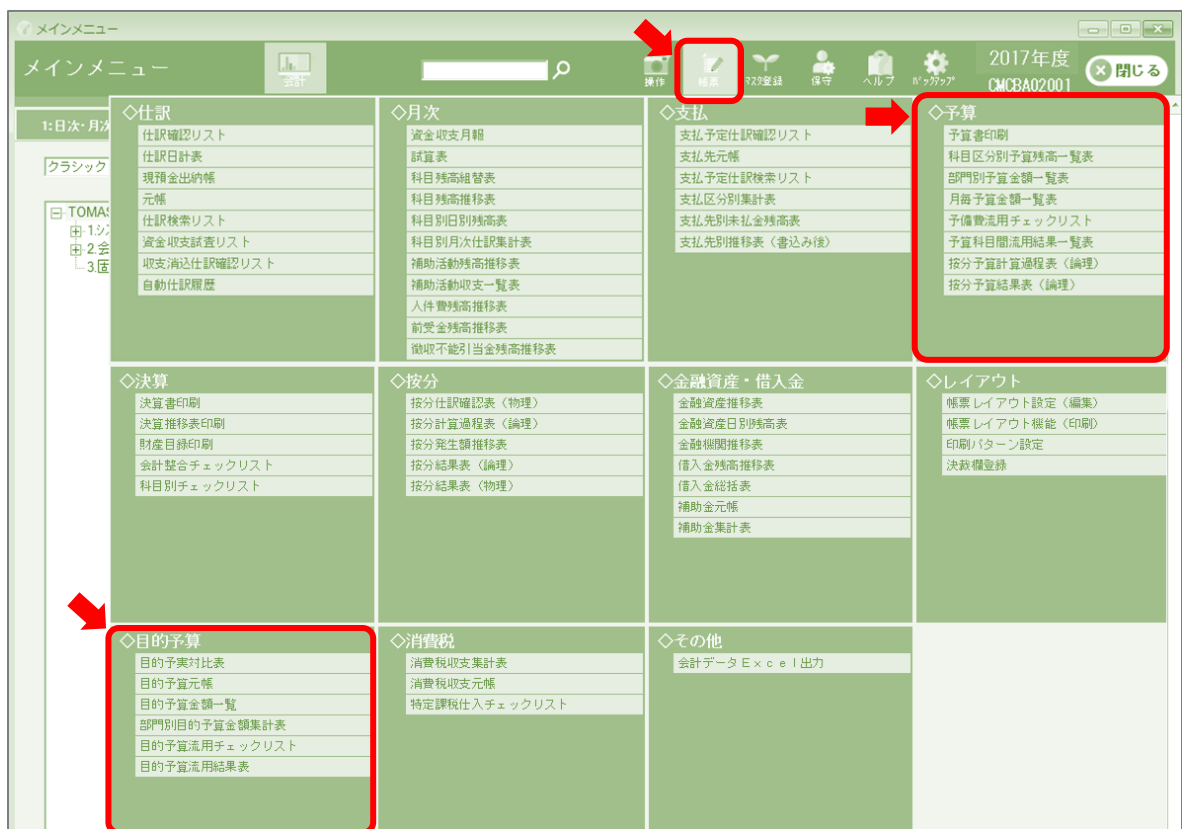 メインメニュー
メインメニュー
会計
操作
帳票
マスタ登録
保守
ヘルプ
バックアップ
2017年度
CMCBA02001
閉じる
1:日次・月次
クラシック
TOMAS
2.会
3.固
◇仕訳
仕訳確認リスト
仕訳日計表
現預金出納帳
元帳
仕訳検索リスト
資金収支試査リスト
収支消込仕訳確認リスト
自動仕訳履歴
◇月次
資金収支月報
試算表
科目残高組替表
科目残高推移表
科目別日別残高表
科目別月次仕訳集計表
補助活動残高推移表
補助活動収支一覧表
人件費残高推移表
前受金残高推移表
徴収不能引当金残高推移表
◇支払
支払予定仕訳確認リスト
支払先元帳
支払予定仕訳検索リスト
支払区分別集計表
支払先別未払金残高表
支払先別推移表（書込み後）
◇予算
予算書印刷
科目区分別予算残高一覧表
部門別予算金額一覧表
月毎予算金額一覧表
予備費流用チェックリスト
予算科目間流用結果一覧表
按分予算計算過程表（論理）
按分予算結果表（論理）
◇決算
決算書印刷
決算推移表印刷
財産目録印刷
会計整合チェックリスト
科目別チェックリスト
◇按分
按分仕訳確認表（物理）
按分計算過程表（論理）
按分発生額推移表
按分結果表（論理）
按分結果表（物理）
◇金融資産・借入金
金融資産推移表
金融資産日別残高表
金融機関推移表
借入金残高推移表
借入金総括表
補助金元帳
補助金集計表
◇レイアウト
帳票レイアウト設定（編集）
帳票レイアウト機能（印刷）
印刷パターン設定
決裁欄登録
◇目的予算
目的予実対比表
目的予算元帳
目的予算金額一覧
部門別目的予算金額集計表
目的予算流用チェックリスト
目的予算流用結果表
◇消費税
消費税収支集計表
消費税収支元帳
特定課税仕入チェックリスト
◇その他
会計データＥｘｃｅｌ出力